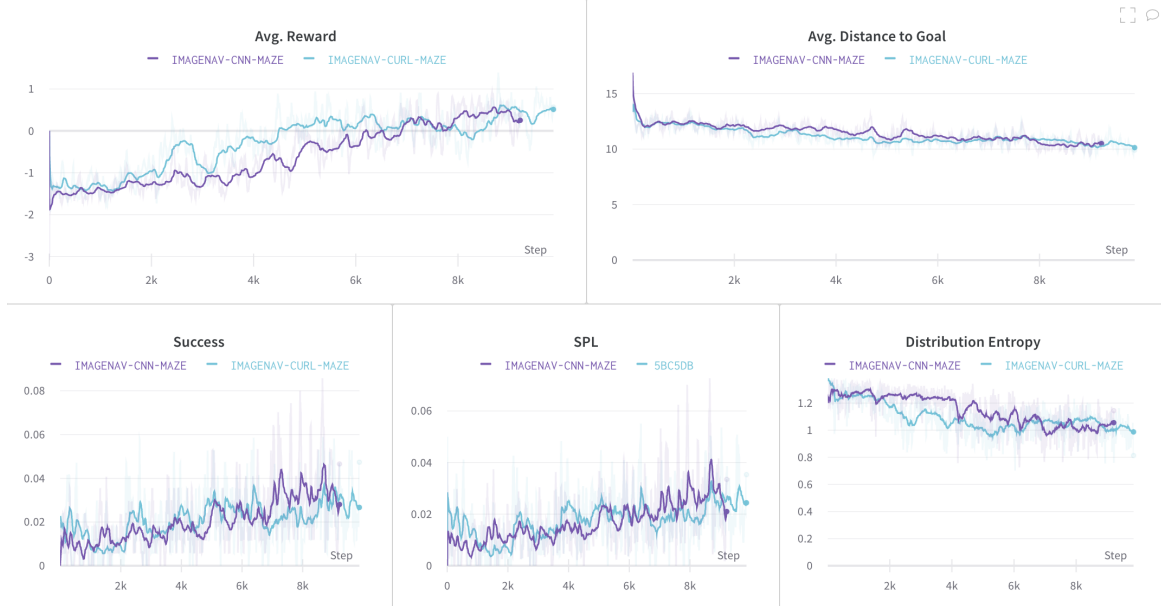 Avg. Reward
IMAGENAV-CNN-MAZE IMAGENAV-CURL-MAZE
1
0
-1
-2
-3
Step
0 2k 4k 6k 8k
Avg. Distance to Goal
IMAGENAV-CNN-MAZE IMAGENAV-CURL-MAZE
15
10
5
0
Step
2k 4k 6k 8k
Success
IMAGENAV-CNN-MAZE IMAGENAV-CURL-MAZE
0.08
0.06
0.04
0.02
0
Step
2k 4k 6k 8k
SPL
IMAGENAV-CNN-MAZE 5BC5DB
0.06
0.04
0.02
0
Step
0 2k 4k 6k 8k
Distribution Entropy
IMAGENAV-CNN-MAZE IMAGENAV-CURL-MAZE
1.2
1
0.8
0.6
0.4
0.2
0
Step
2k 4k 6k 8k